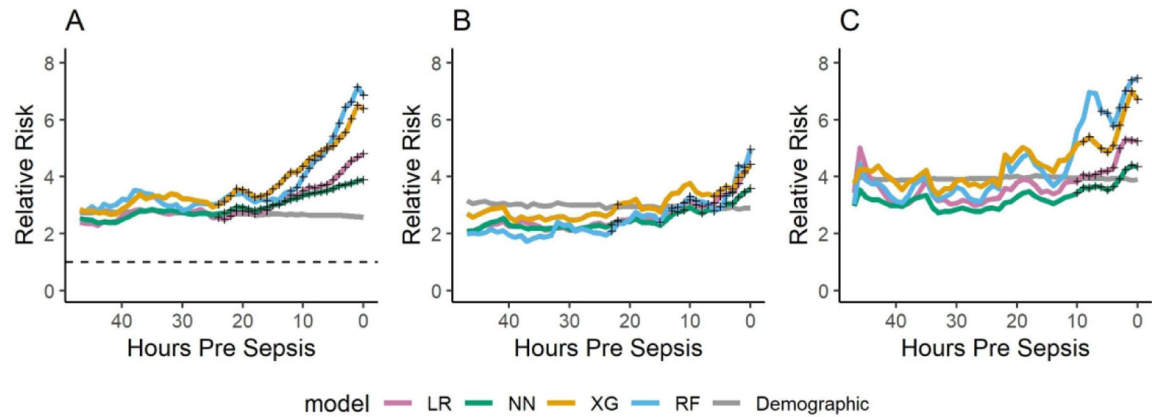 A B C
8 8 8
6 6 6
4 4 4
2 2 2
0 0 0
Relative Risk Relative Risk Relative Risk
40 30 20 10 0 40 30 20 10 0 40 30 20 10 0
Hours Pre Sepsis Hours Pre Sepsis Hours Pre Sepsis
model LR NN XG RF Demographic